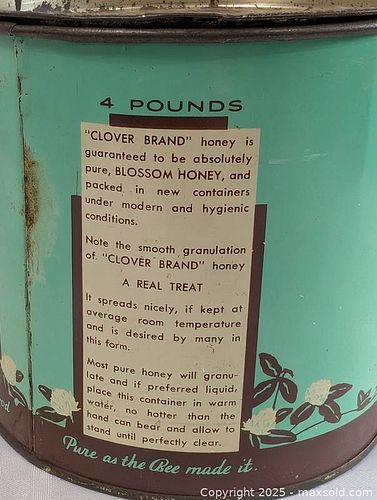 4 POUNDS
"CLOVER BRAND" honey is
guaranteed to be absolutely
pure, BLOSSOM HONEY, and
packed in new containers
under modern and hygienic
conditions.
Note the smooth granulation
of "CLOVER BRAND" honey
A REAL TREAT
It spreads nicely, if kept at
average room temperature
and is desired by many in
this form.
Most pure honey will granu-
late and if preferred liquid,
place this container in warm
water, no hotter than the
hand can bear and allow to
stand until perfectly clear.
Pure as the Bee made it.
Copyright 2025 - maxsold.com